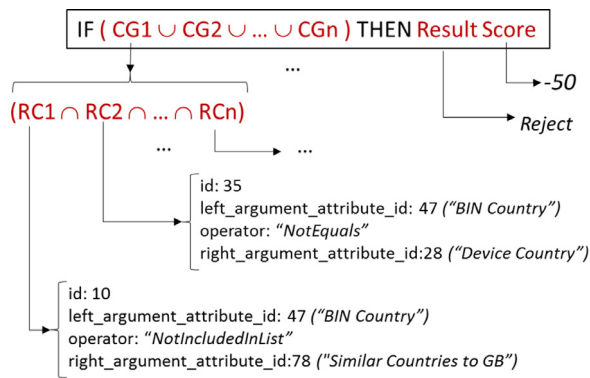 IF ( CG1 ∪ CG2 ∪ ... ∪ CGn ) THEN Result Score
...
-50
(RC1 ∩ RC2 ∩ ... ∩ RCn)
Reject
...
...
id: 35
left_argument_attribute_id: 47 (“BIN Country”)
operator: “NotEquals”
right_argument_attribute_id:28 (“Device Country”)
id: 10
left_argument_attribute_id: 47 (“BIN Country”)
operator: “NotIncludedInList”
right_argument_attribute_id:78 ("Similar Countries to GB”)